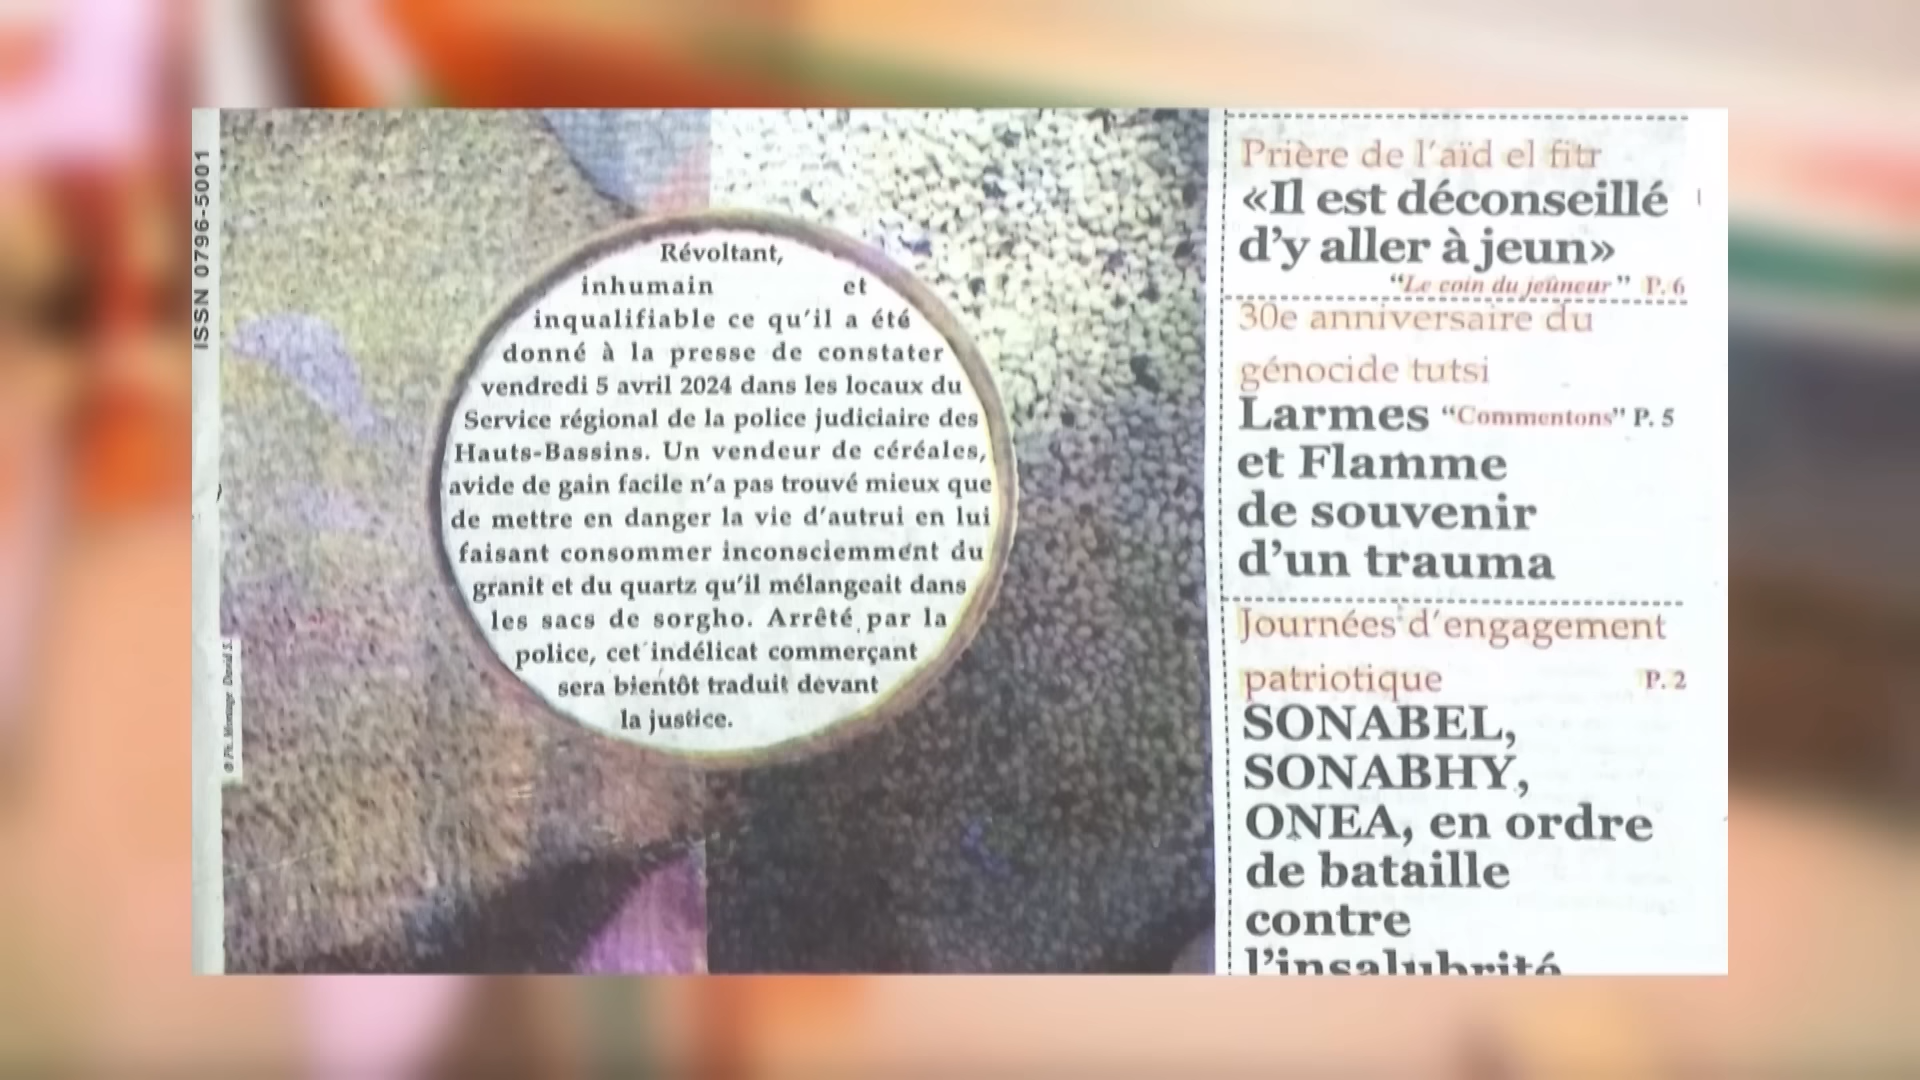 ISSN 0796-5001
Révoltant,
inhumain et
inqualifiable ce qu'il a été
donné à la presse de constater
vendredi 5 avril 2024 dans les locaux du
Service régional de la police judiciaire des
Hauts-Bassins. Un vendeur de céréales,
avide de gain facile n'a pas trouvé mieux que
de mettre en danger la vie d'autrui en lui
faisant consommer inconsciemment du
granit et du quartz qu'il mélangeait dans
les sacs de sorgho. Arrêté par la
police, cet indélicat commerçant
sera bientôt traduit devant
la justice.
© Ph. Montage David S.
Prière de l'aïd el fitr
«Il est déconseillé
d'y aller à jeun»
"Le coin du jeûneur" P. 6
30e anniversaire du
génocide tutsi
Larmes "Commentons" P. 5
et Flamme
de souvenir
d'un trauma
Journées d'engagement
patriotique P. 2
SONABEL,
SONABHY,
ONEA, en ordre
de bataille
contre
l'insalubrité